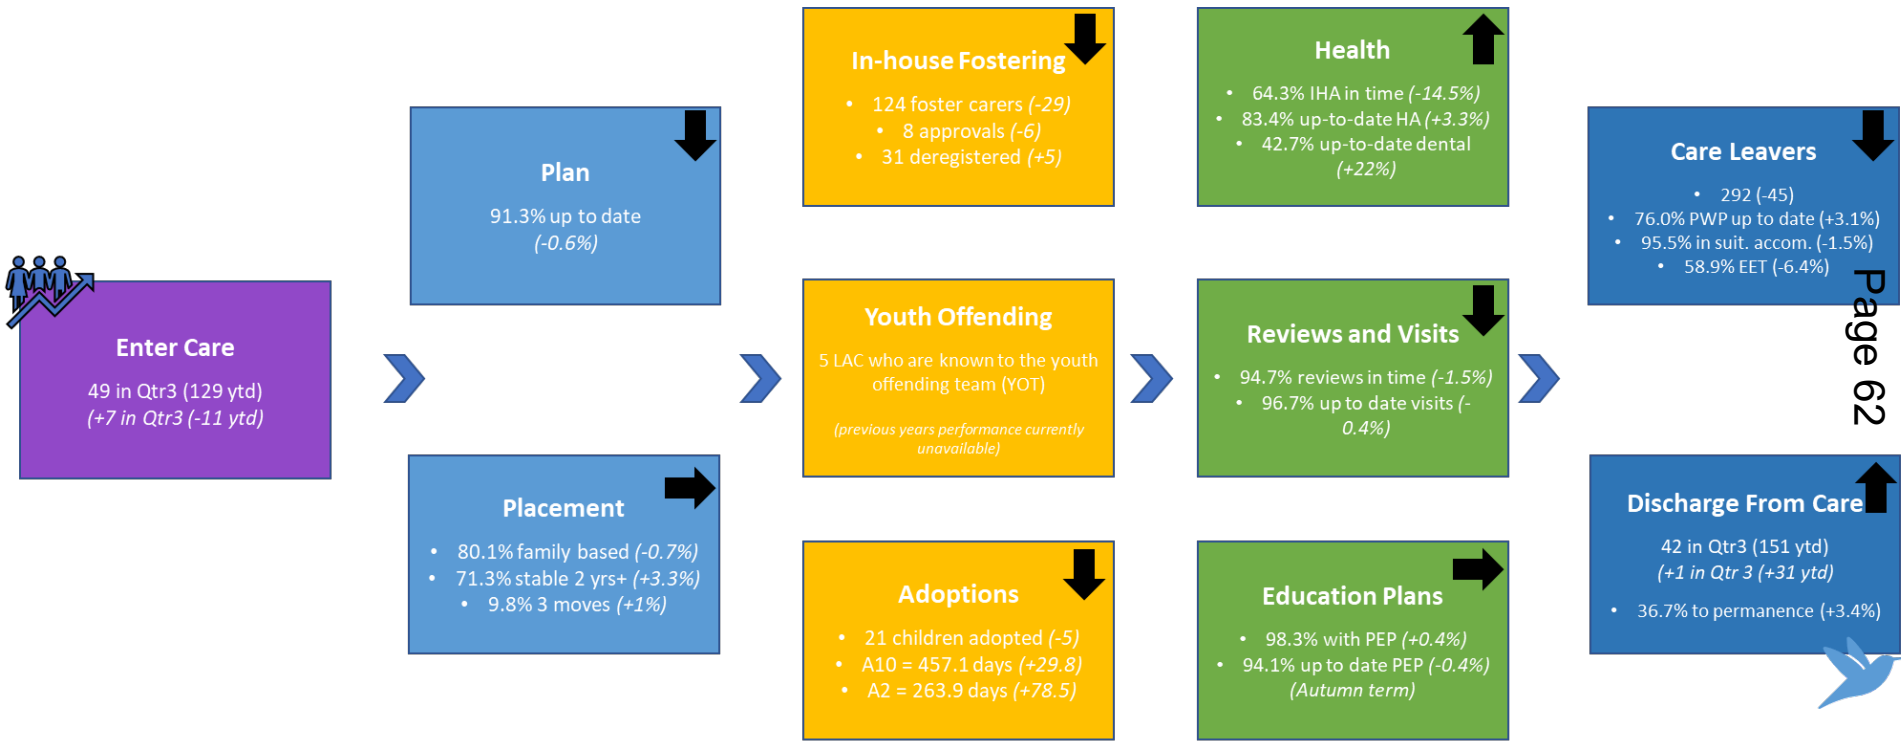 Enter Care
49 in Qtr3 (129 ytd)
(+7 in Qtr3 (-11 ytd)
Plan
91.3% up to date
(-0.6%)
Placement
• 80.1% family based (-0.7%)
• 71.3% stable 2 yrs+ (+3.3%)
• 9.8% 3 moves (+1%)
In-house Fostering
• 124 foster carers (-29)
• 8 approvals (-6)
• 31 deregistered (+5)
Youth Offending
5 LAC who are known to the youth
offending team (YOT)
(previous years performance currently
unavailable)
Adoptions
• 21 children adopted (-5)
• A10 = 457.1 days (+29.8)
• A2 = 263.9 days (+78.5)
Health
• 64.3% IHA in time (-14.5%)
• 83.4% up-to-date HA (+3.3%)
• 42.7% up-to-date dental
(+22%)
Reviews and Visits
• 94.7% reviews in time (-1.5%)
• 96.7% up to date visits (-
0.4%)
Education Plans
• 98.3% with PEP (+0.4%)
• 94.1% up to date PEP (-0.4%)
(Autumn term)
Care Leavers
• 292 (-45)
• 76.0% PWP up to date (+3.1%)
• 95.5% in suit. accom. (-1.5%)
• 58.9% EET (-6.4%)
Discharge From Care
42 in Qtr3 (151 ytd)
(+1 in Qtr 3 (+31 ytd)
• 36.7% to permanence (+3.4%)
Page 62